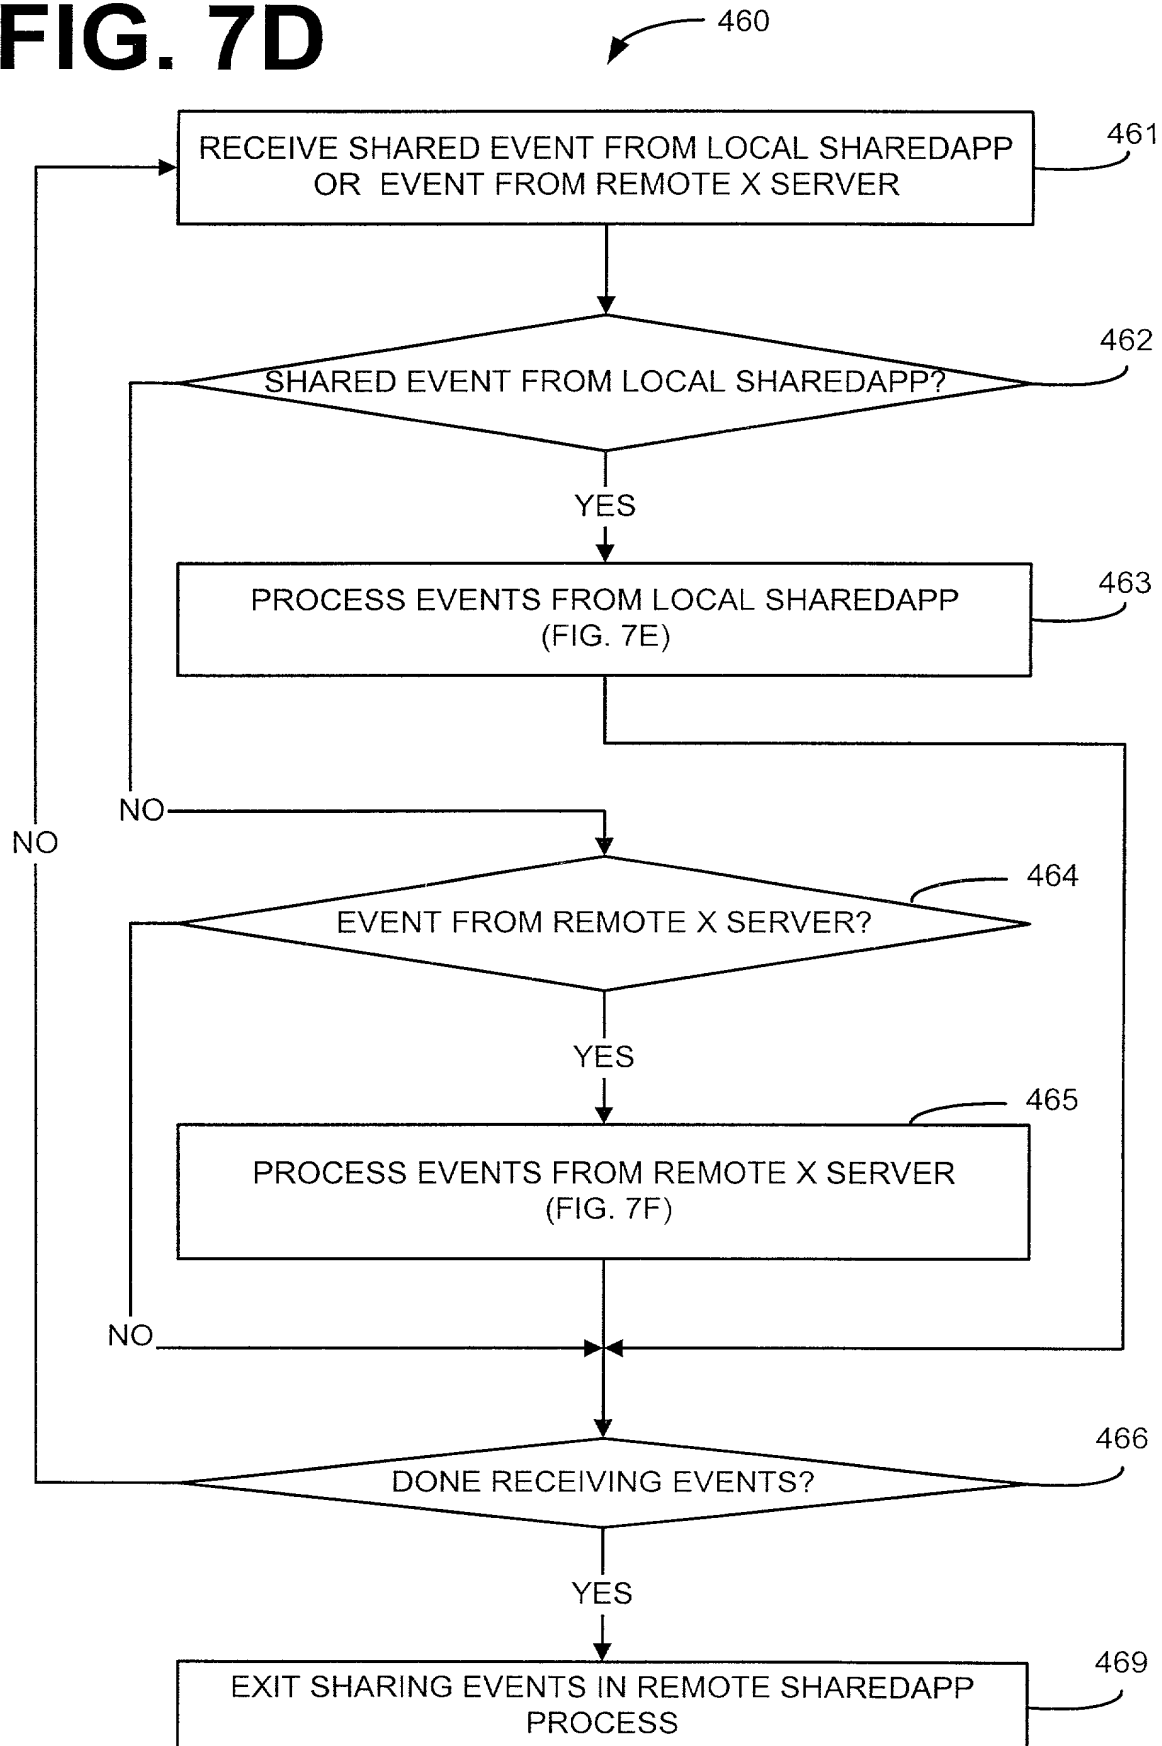 FIG. 7D
460
RECEIVE SHARED EVENT FROM LOCAL SHAREDAPP
OR EVENT FROM REMOTE X SERVER
461
SHARED EVENT FROM LOCAL SHAREDAPP?
462
YES
PROCESS EVENTS FROM LOCAL SHAREDAPP
(FIG. 7E)
463
NO
NO
EVENT FROM REMOTE X SERVER?
464
YES
PROCESS EVENTS FROM REMOTE X SERVER
(FIG. 7F)
465
NO
DONE RECEIVING EVENTS?
466
YES
EXIT SHARING EVENTS IN REMOTE SHAREDAPP
PROCESS
469